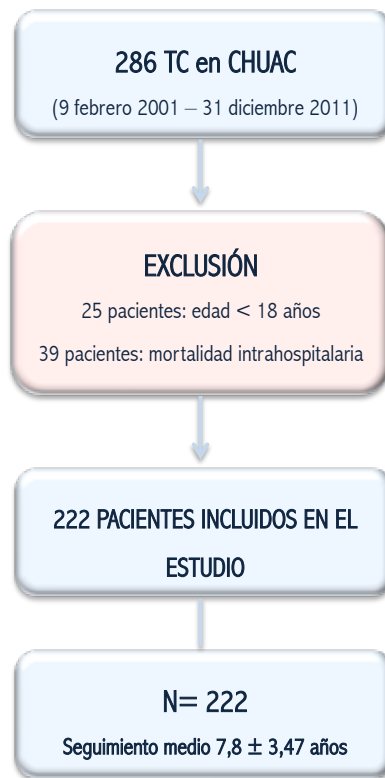 286 TC en CHUAC
(9 febrero 2001 – 31 diciembre 2011)
EXCLUSIÓN
25 pacientes: edad < 18 años
39 pacientes: mortalidad intrahospitalaria
222 PACIENTES INCLUIDOS EN EL
ESTUDIO
N= 222
Seguimiento medio 7,8 ± 3,47 años